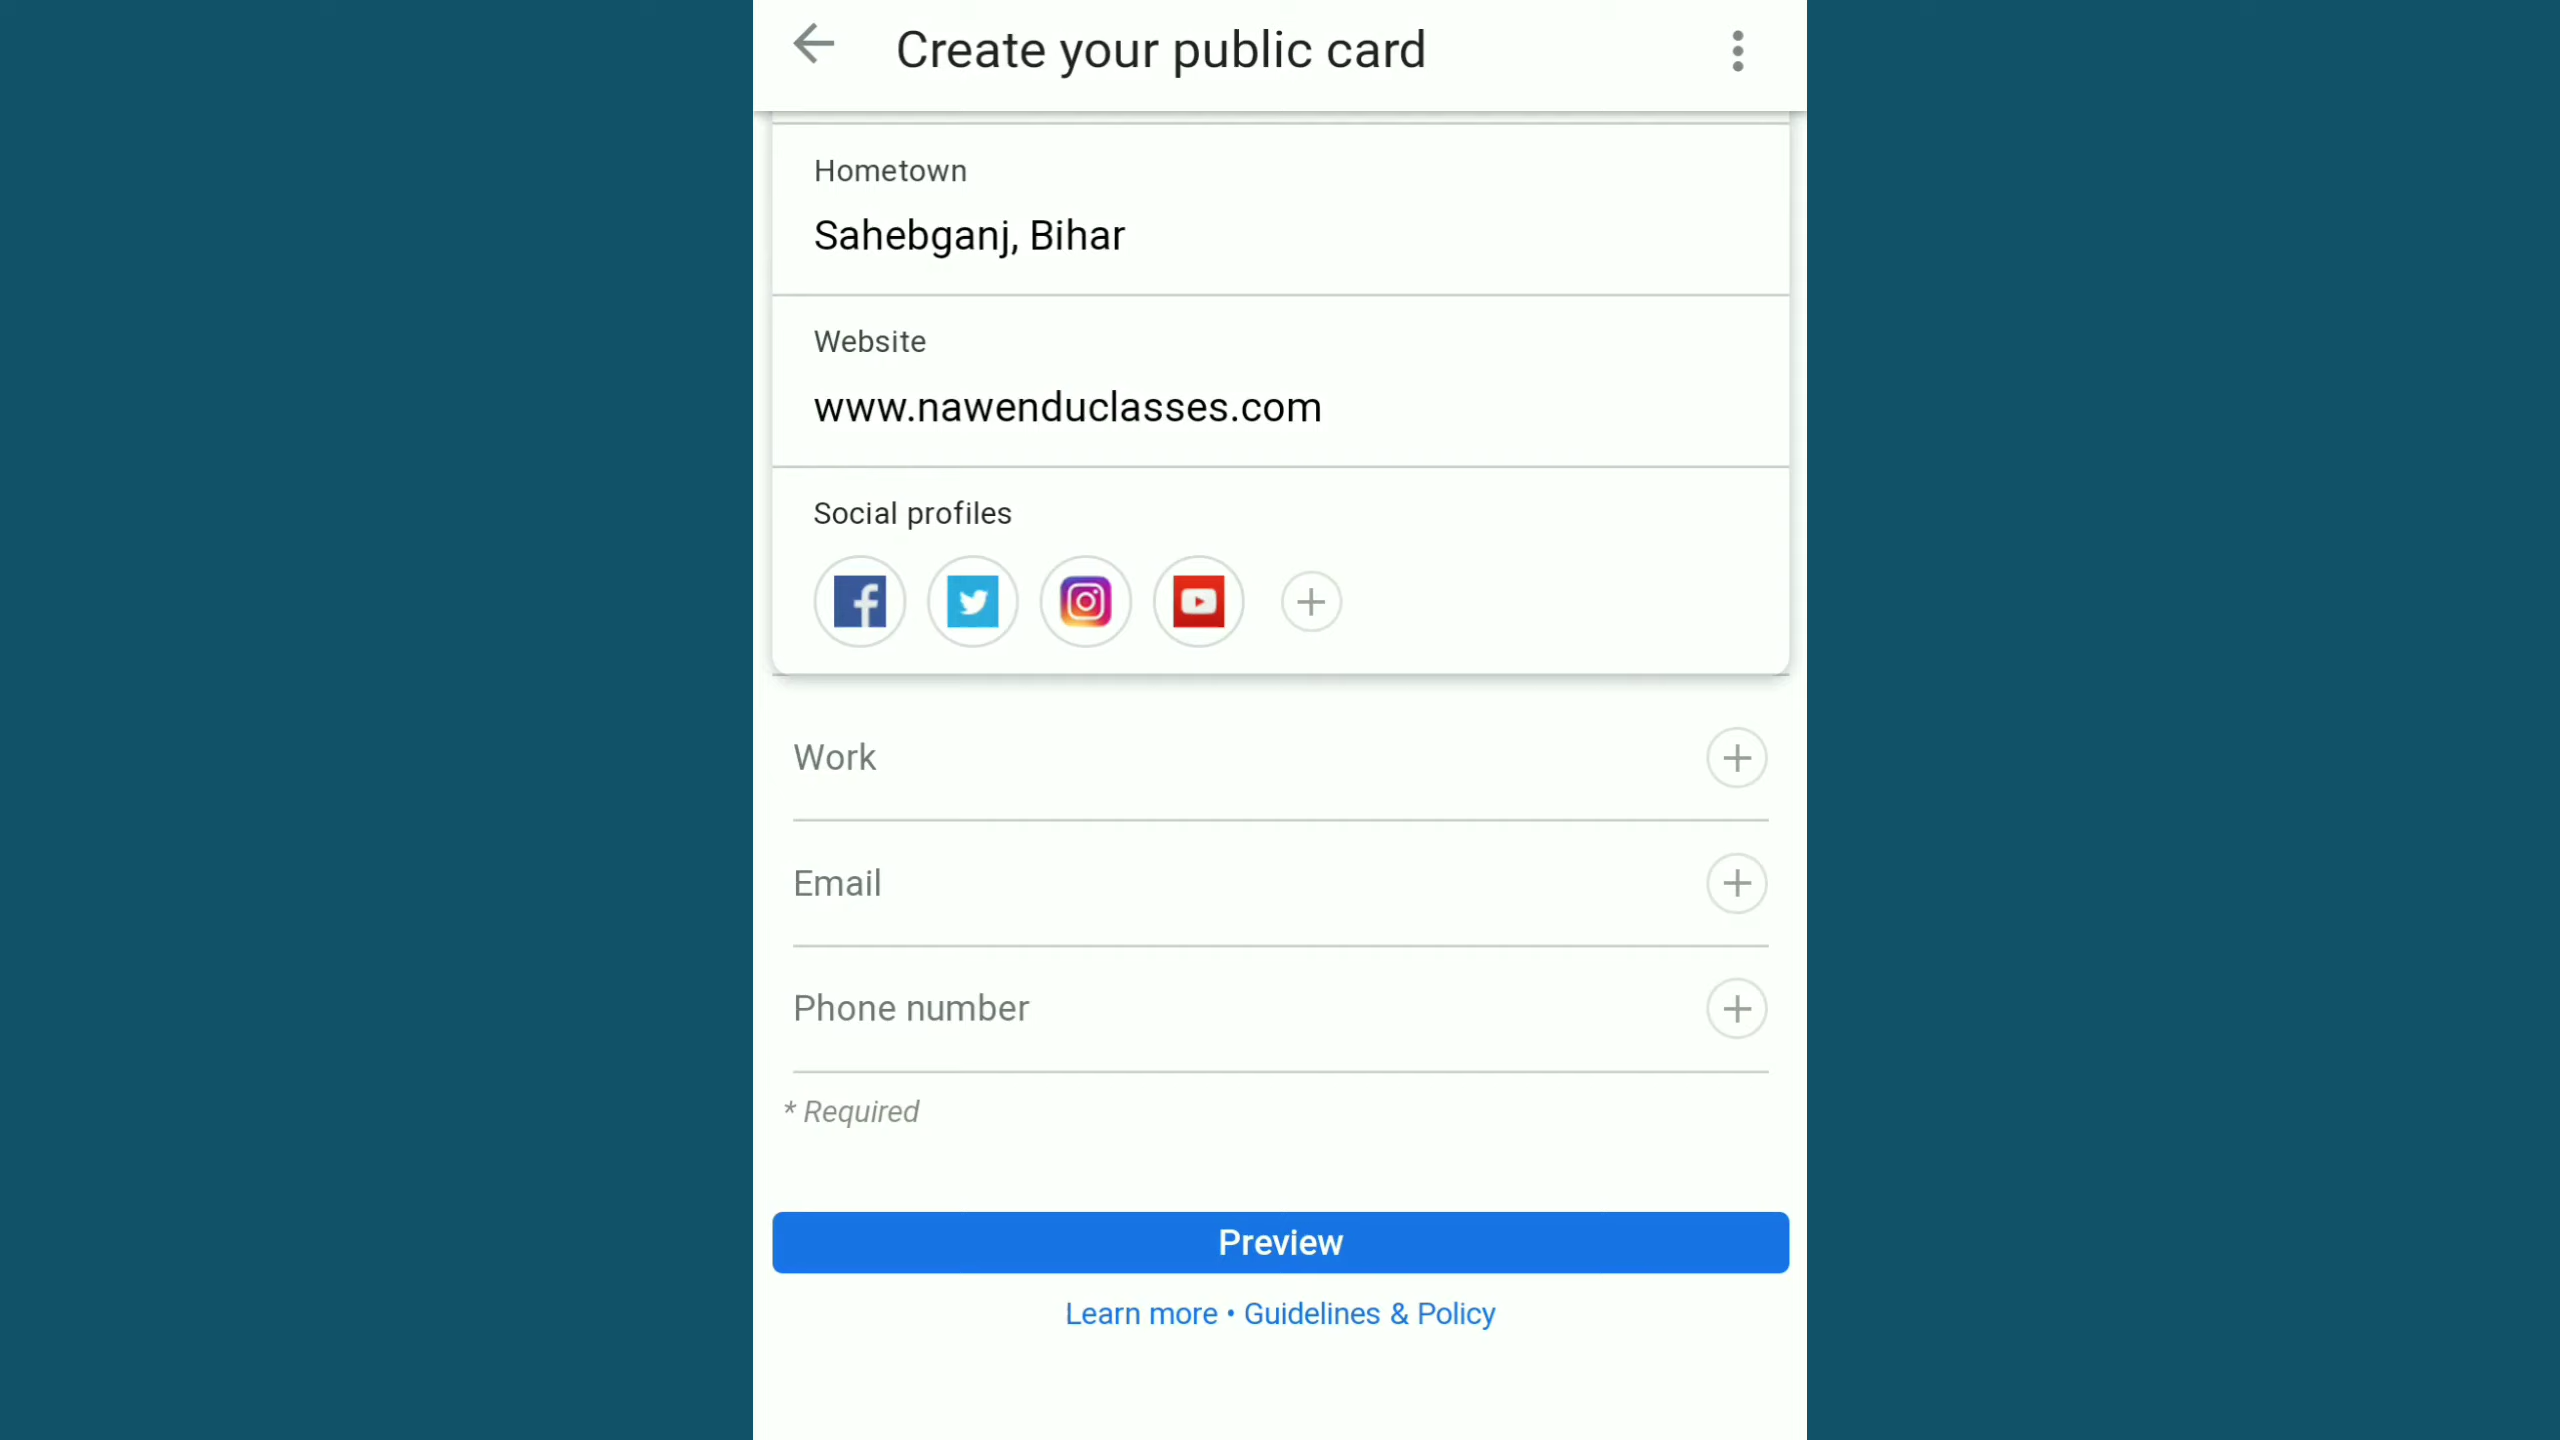 Create your public card
Hometown
Sahebganj, Bihar
Website
www.nawenduclasses.com
Social profiles
Work
Email
Phone number
* Required
Preview
Learn more • Guidelines & Policy